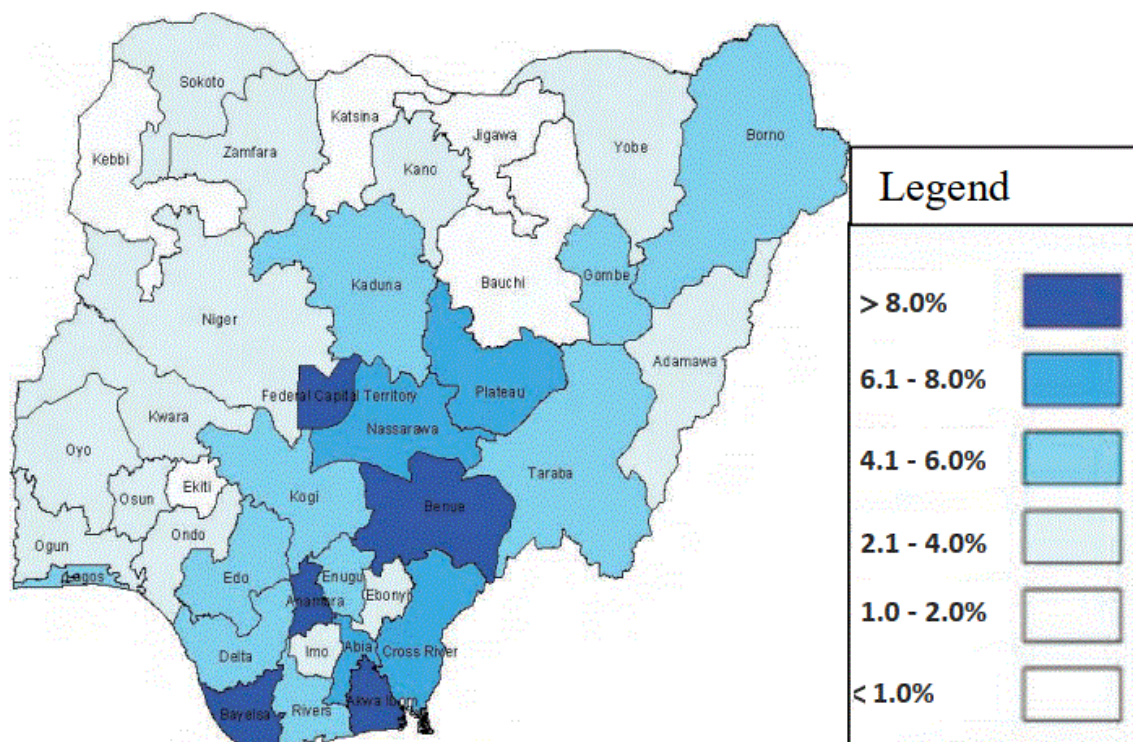 Sokoto
Katsina
Jigawa
Yobe
Borno
Kebbi
Zamfara
Kano
Legend
Kaduna
Bauchi
Gombe
> 8.0%
Niger
Adamawa
6.1 - 8.0%
Federal Capital Territory
Plateau
Kwara
Nassarawa
Oyo
4.1 - 6.0%
Taraba
Osun
Ekiti
Kogi
Benue
Ogun
Ondo
2.1 - 4.0%
Lagos
Edo
Enugu
Anambra
Ebonyi
1.0 - 2.0%
Delta
Imo
Abia
Cross River
< 1.0%
Bayelsa
Rivers
Akwa Ibom